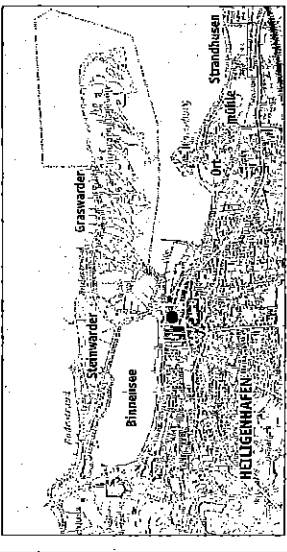 Graswarder
Steinwarder
Binnensee
Strandhusen
Ort-
mühle
HEILIGENHAFEN